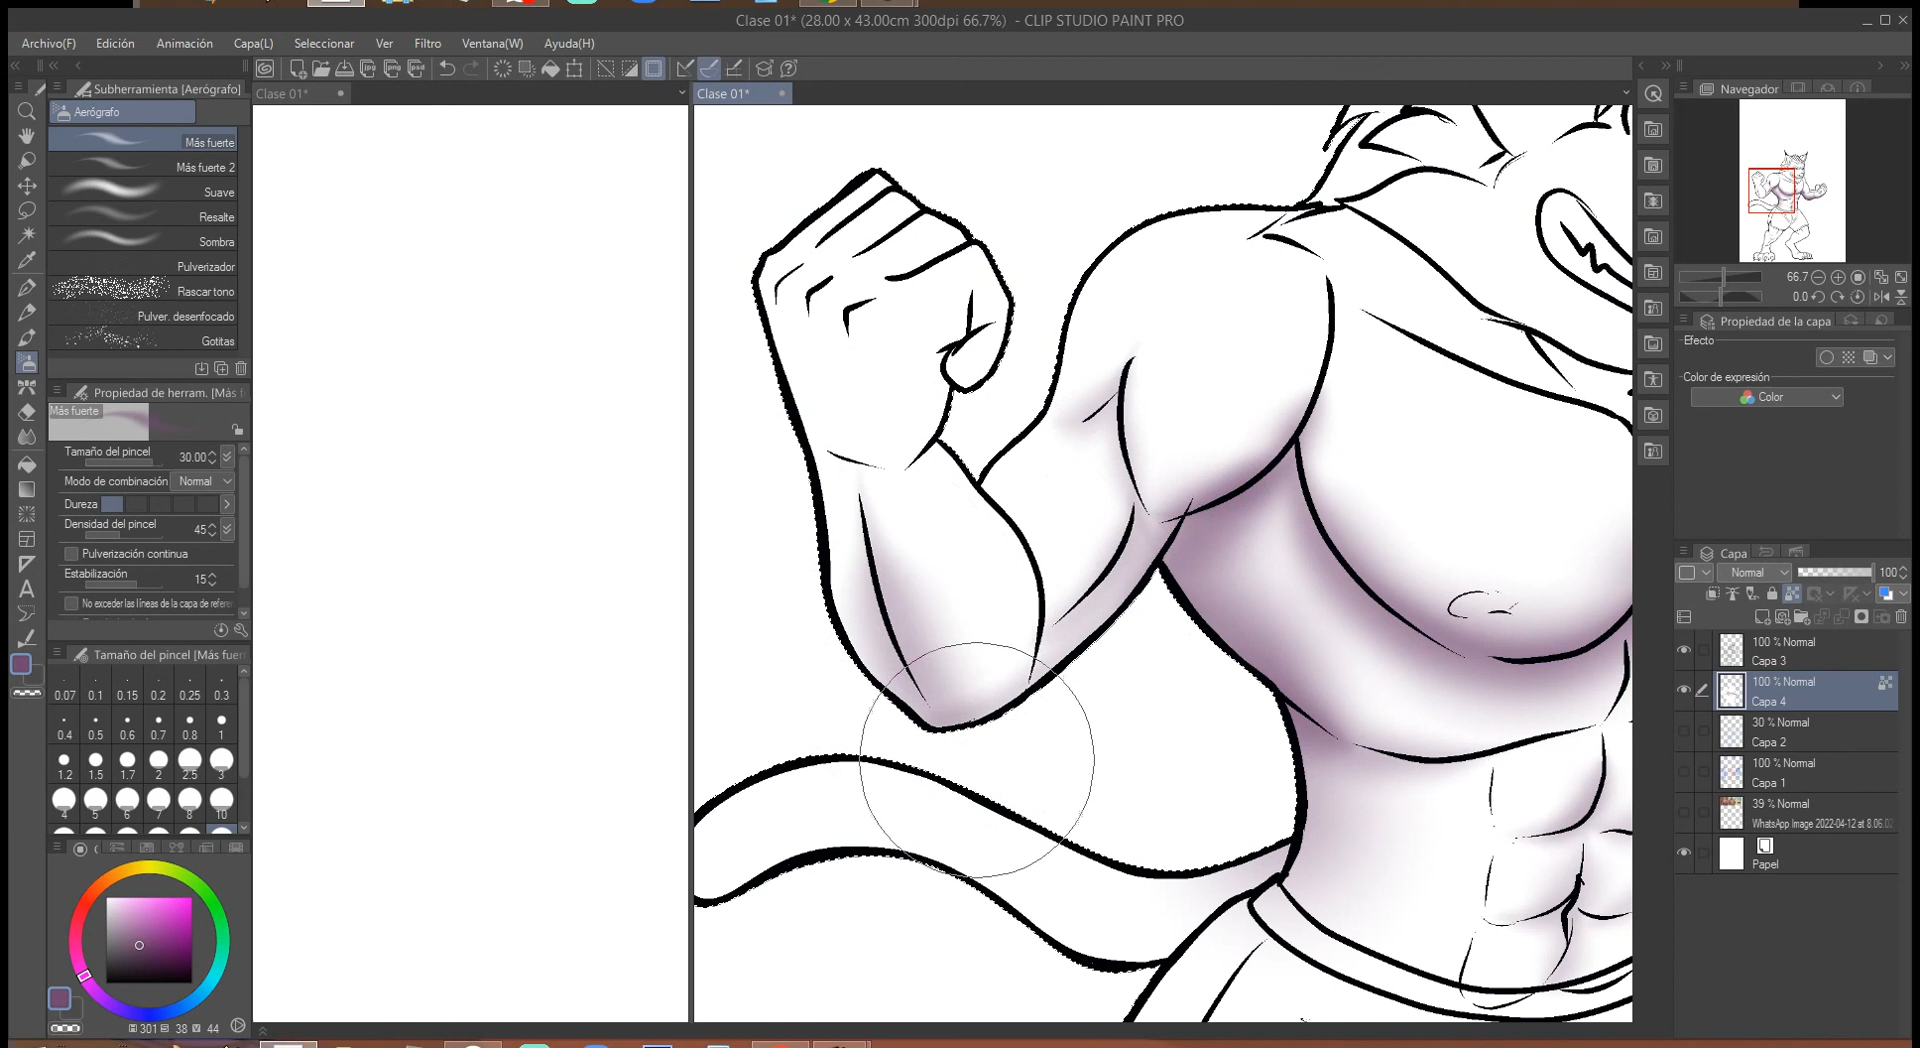 Clase 01* (28.00 x 43.00cm 300dpi 66.7%) - CLIP STUDIO PAINT PRO
Archivo(F) Edición Animación Capa(L) Seleccionar Ver Filtro Ventana(W) Ayuda(H)
Subherramienta [Aerógrafo]
Clase 01*
Clase 01*
Aerógrafo
Más fuerte
Más fuerte 2
Suave
Resalte
Sombra
Pulverizador
Rascar tono
Pulver. desenfocado
Gotitas
Propiedad de herram. [Más f
Más fuerte
Tamaño del pincel 30.00
Modo de combinación Normal
Dureza
Densidad del pincel 45
Pulverización continua
Estabilización 15
No exceder las líneas de la capa de refere
Tamaño del pincel [Más fuer
0.07 0.1 0.15 0.2 0.25 0.3
0.4 0.5 0.6 0.7 0.8 1
1.2 1.5 1.7 2 2.5 3
4 5 6 7 8 10
301 38 V 44
Navegador
66.7
0.0
Propiedad de la capa
Efecto
Color de expresión
Color
Capa
Normal 100
100 % Normal
Capa 3
100 % Normal
Capa 4
30 % Normal
Capa 2
100 % Normal
Capa 1
39 % Normal
WhatsApp Image 2022-04-12 at 8.06.02
Papel